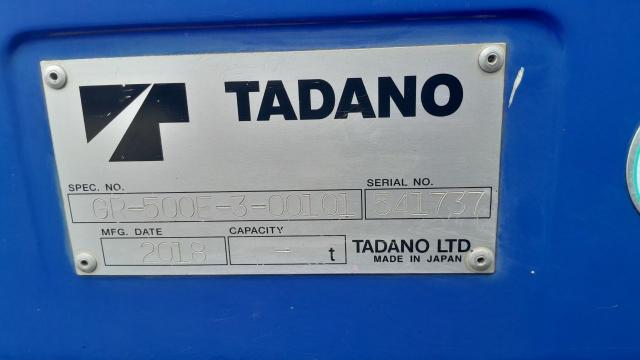 TADANO
SPEC. NO. SERIAL NO.
GR-500E-3-00101 541737
MFG. DATE CAPACITY
2018 - t TADANO LTD.
MADE IN JAPAN